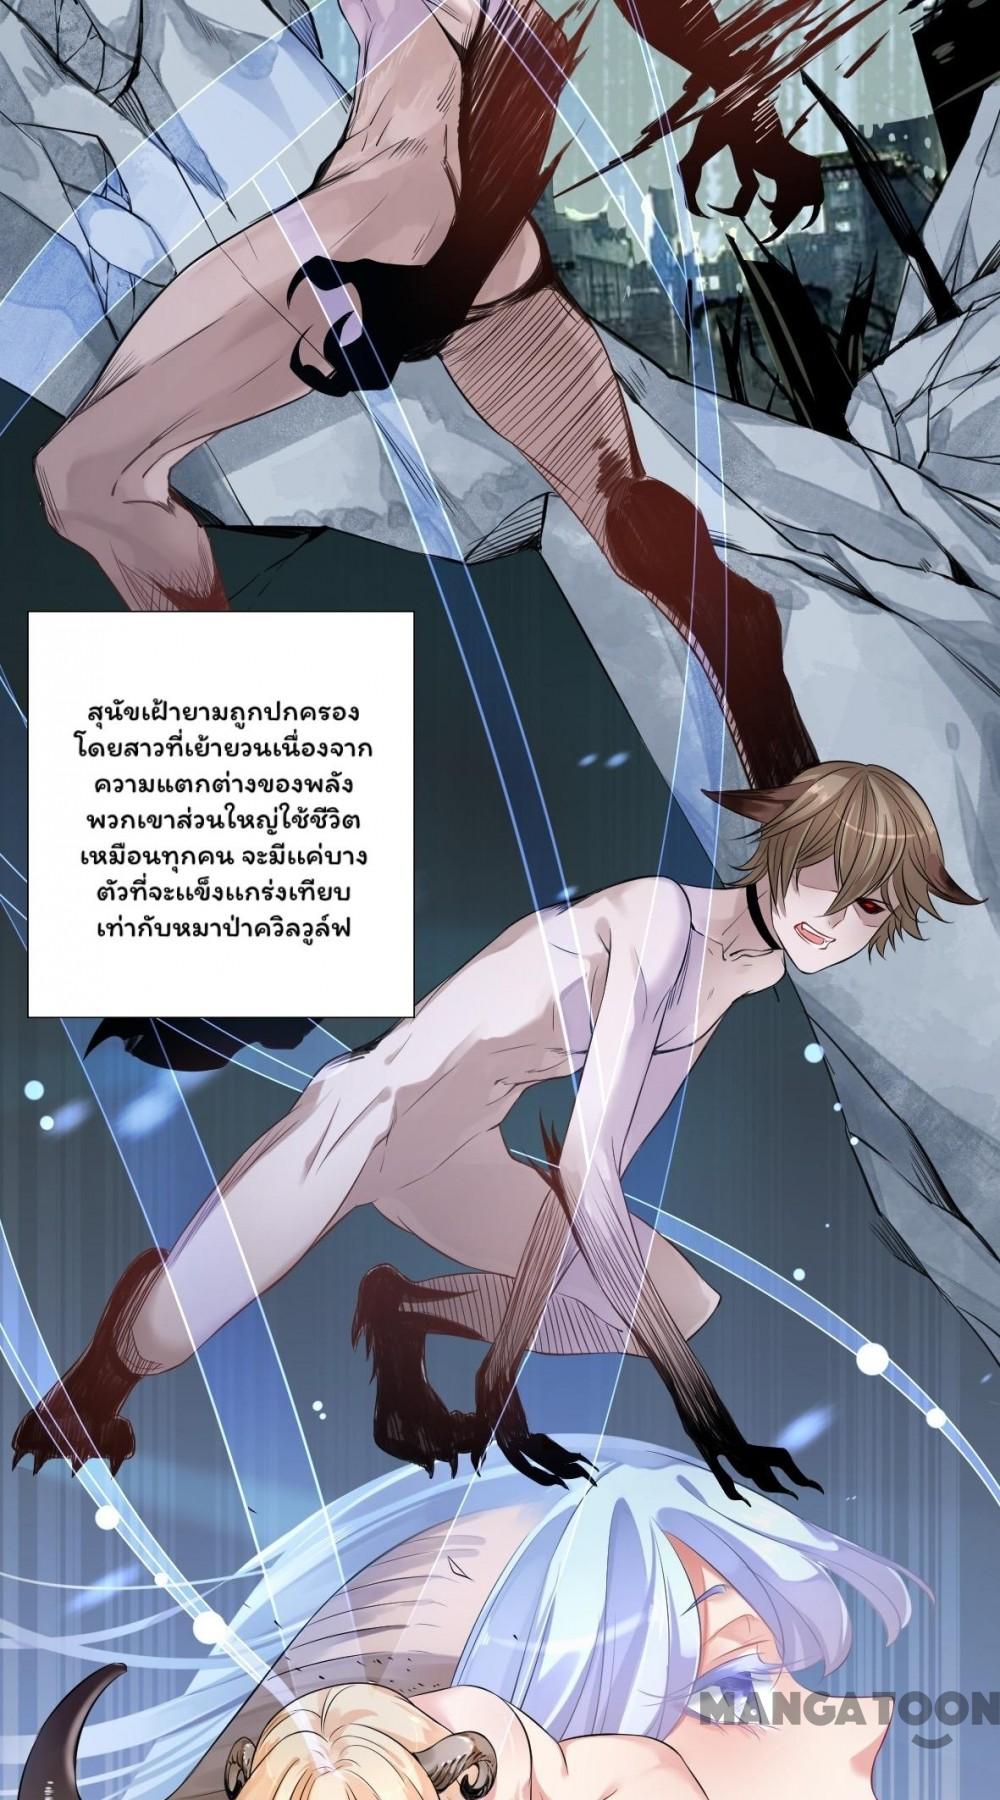 สุนัขเฝ้ายามถูกปกครอง
โดยสาวที่เย้ายวนเนื่องจาก
ความแตกต่างของพลัง
พวกเขาส่วนใหญ่ใช้ชีวิต
เหมือนทุกคน จะมีแค่บาง
ตัวที่จะแข็งแกร่งเทียบ
เท่ากับหมาป่าควิลวูล์ฟ
MANGATOON